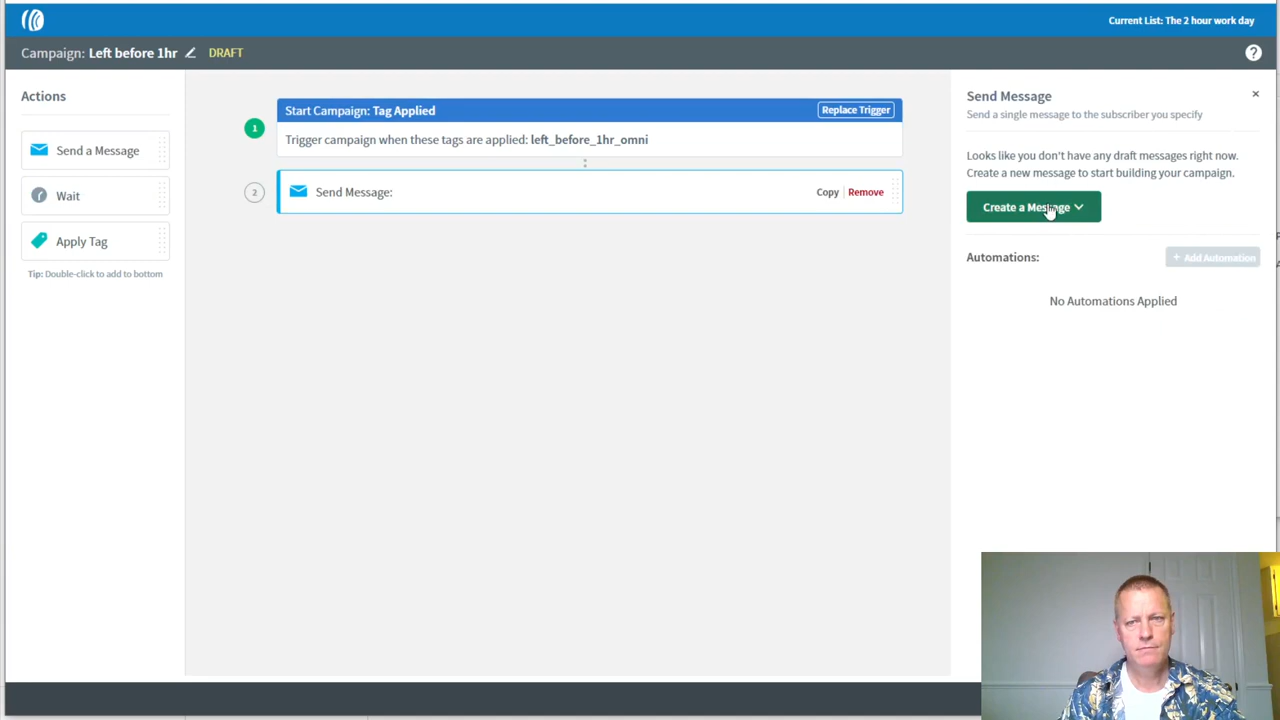 Current List: The 2 hour work day
Campaign: Left before 1hr DRAFT
?
Actions
Send a Message
Wait
Apply Tag
Tip: Double-click to add to bottom
1
Start Campaign: Tag Applied
Replace Trigger
Trigger campaign when these tags are applied: left_before_1hr_omni
2
Send Message:
Copy
Remove
Send Message
×
Send a single message to the subscriber you specify
Looks like you don't have any draft messages right now.
Create a new message to start building your campaign.
Create a Message
Automations:
+ Add Automation
No Automations Applied